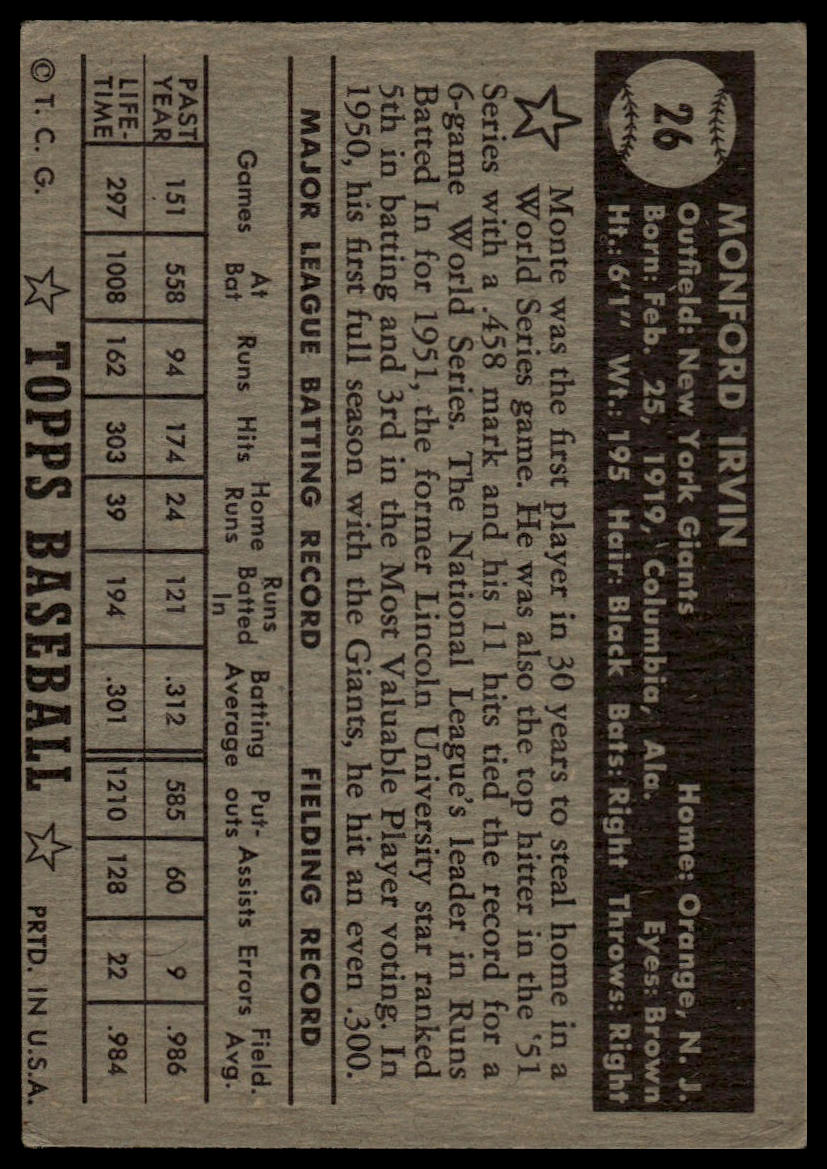 26
MONFORD IRVIN
Outfield: New York Giants Home: Orange, N. J.
Born: Feb. 25, 1919, Columbia, Ala. Eyes: Brown
Ht.: 6'1" Wt.: 195 Hair: Black Bats: Right Throws: Right
Monte was the first player in 30 years to steal home in a
World Series game. He was also the top hitter in the '51
Series with a .458 mark and his 11 hits tied the record for a
6-game World Series. The National League's leader in Runs
Batted In for 1951, the former Lincoln University star ranked
5th in batting and 3rd in the Most Valuable Player voting. In
1950, his first full season with the Giants, he hit an even .300.
MAJOR LEAGUE BATTING RECORD FIELDING RECORD
Games At Bat Runs Hits Home Runs Runs Batted In Batting Average Put-outs Assists Errors Field. Avg.
PAST YEAR 151 558 94 174 24 121 .312 585 60 9 .986
LIFE-TIME 297 1008 162 303 39 194 .301 1210 128 22 .984
© T. C. G. TOPPS BASEBALL PRTD. IN U.S.A.